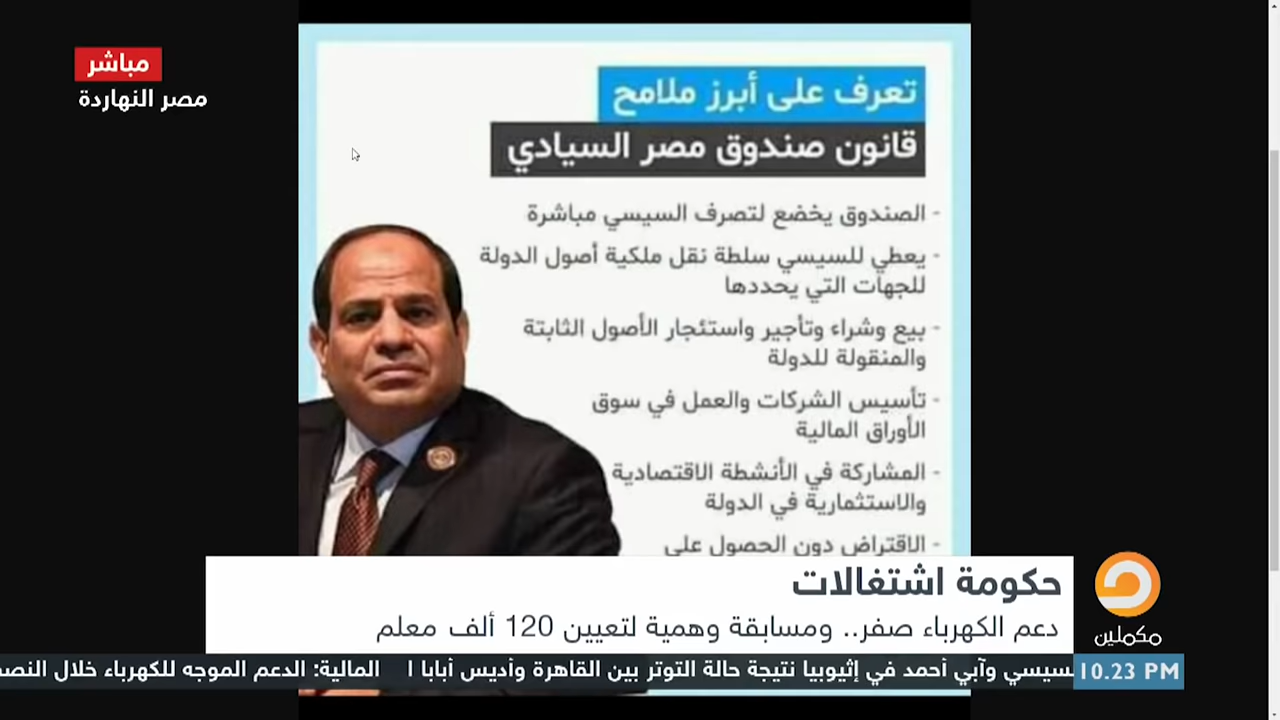 مباشر
مصر النهاردة
تعرف على أبرز ملامح
قانون صندوق مصر السيادي
- الصندوق يخضع لتصرف السيسي مباشرة
- يعطي للسيسي سلطة نقل ملكية أصول الدولة
للجهات التي يحددها
- بيع وشراء وتأجير واستئجار الأصول الثابتة
والمنقولة للدولة
- تأسيس الشركات والعمل في سوق
الأوراق المالية
- المشاركة في الأنشطة الاقتصادية
والاستثمارية في الدولة
- الاقتراض دون الحصول على
حكومة اشتغالات
دعم الكهرباء صفر.. ومسابقة وهمية لتعيين 120 ألف معلم
مكملين
10.23 PM
سيسي وآبي أحمد في إثيوبيا نتيجة حالة التوتر بين القاهرة وأديس أبابا المالية: الدعم الموجه للكهرباء خلال